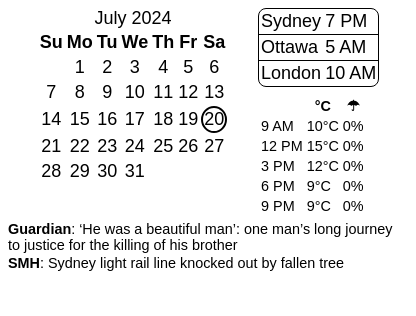 July 2024
Su Mo Tu We Th Fr Sa
1 2 3 4 5 6
7 8 9 10 11 12 13
14 15 16 17 18 19 20
21 22 23 24 25 26 27
28 29 30 31
Sydney 7 PM
Ottawa 5 AM
London 10 AM
°C ☂
9 AM 10°C 0%
12 PM 15°C 0%
3 PM 12°C 0%
6 PM 9°C 0%
9 PM 9°C 0%
Guardian: ‘He was a beautiful man’: one man’s long journey
to justice for the killing of his brother
SMH: Sydney light rail line knocked out by fallen tree